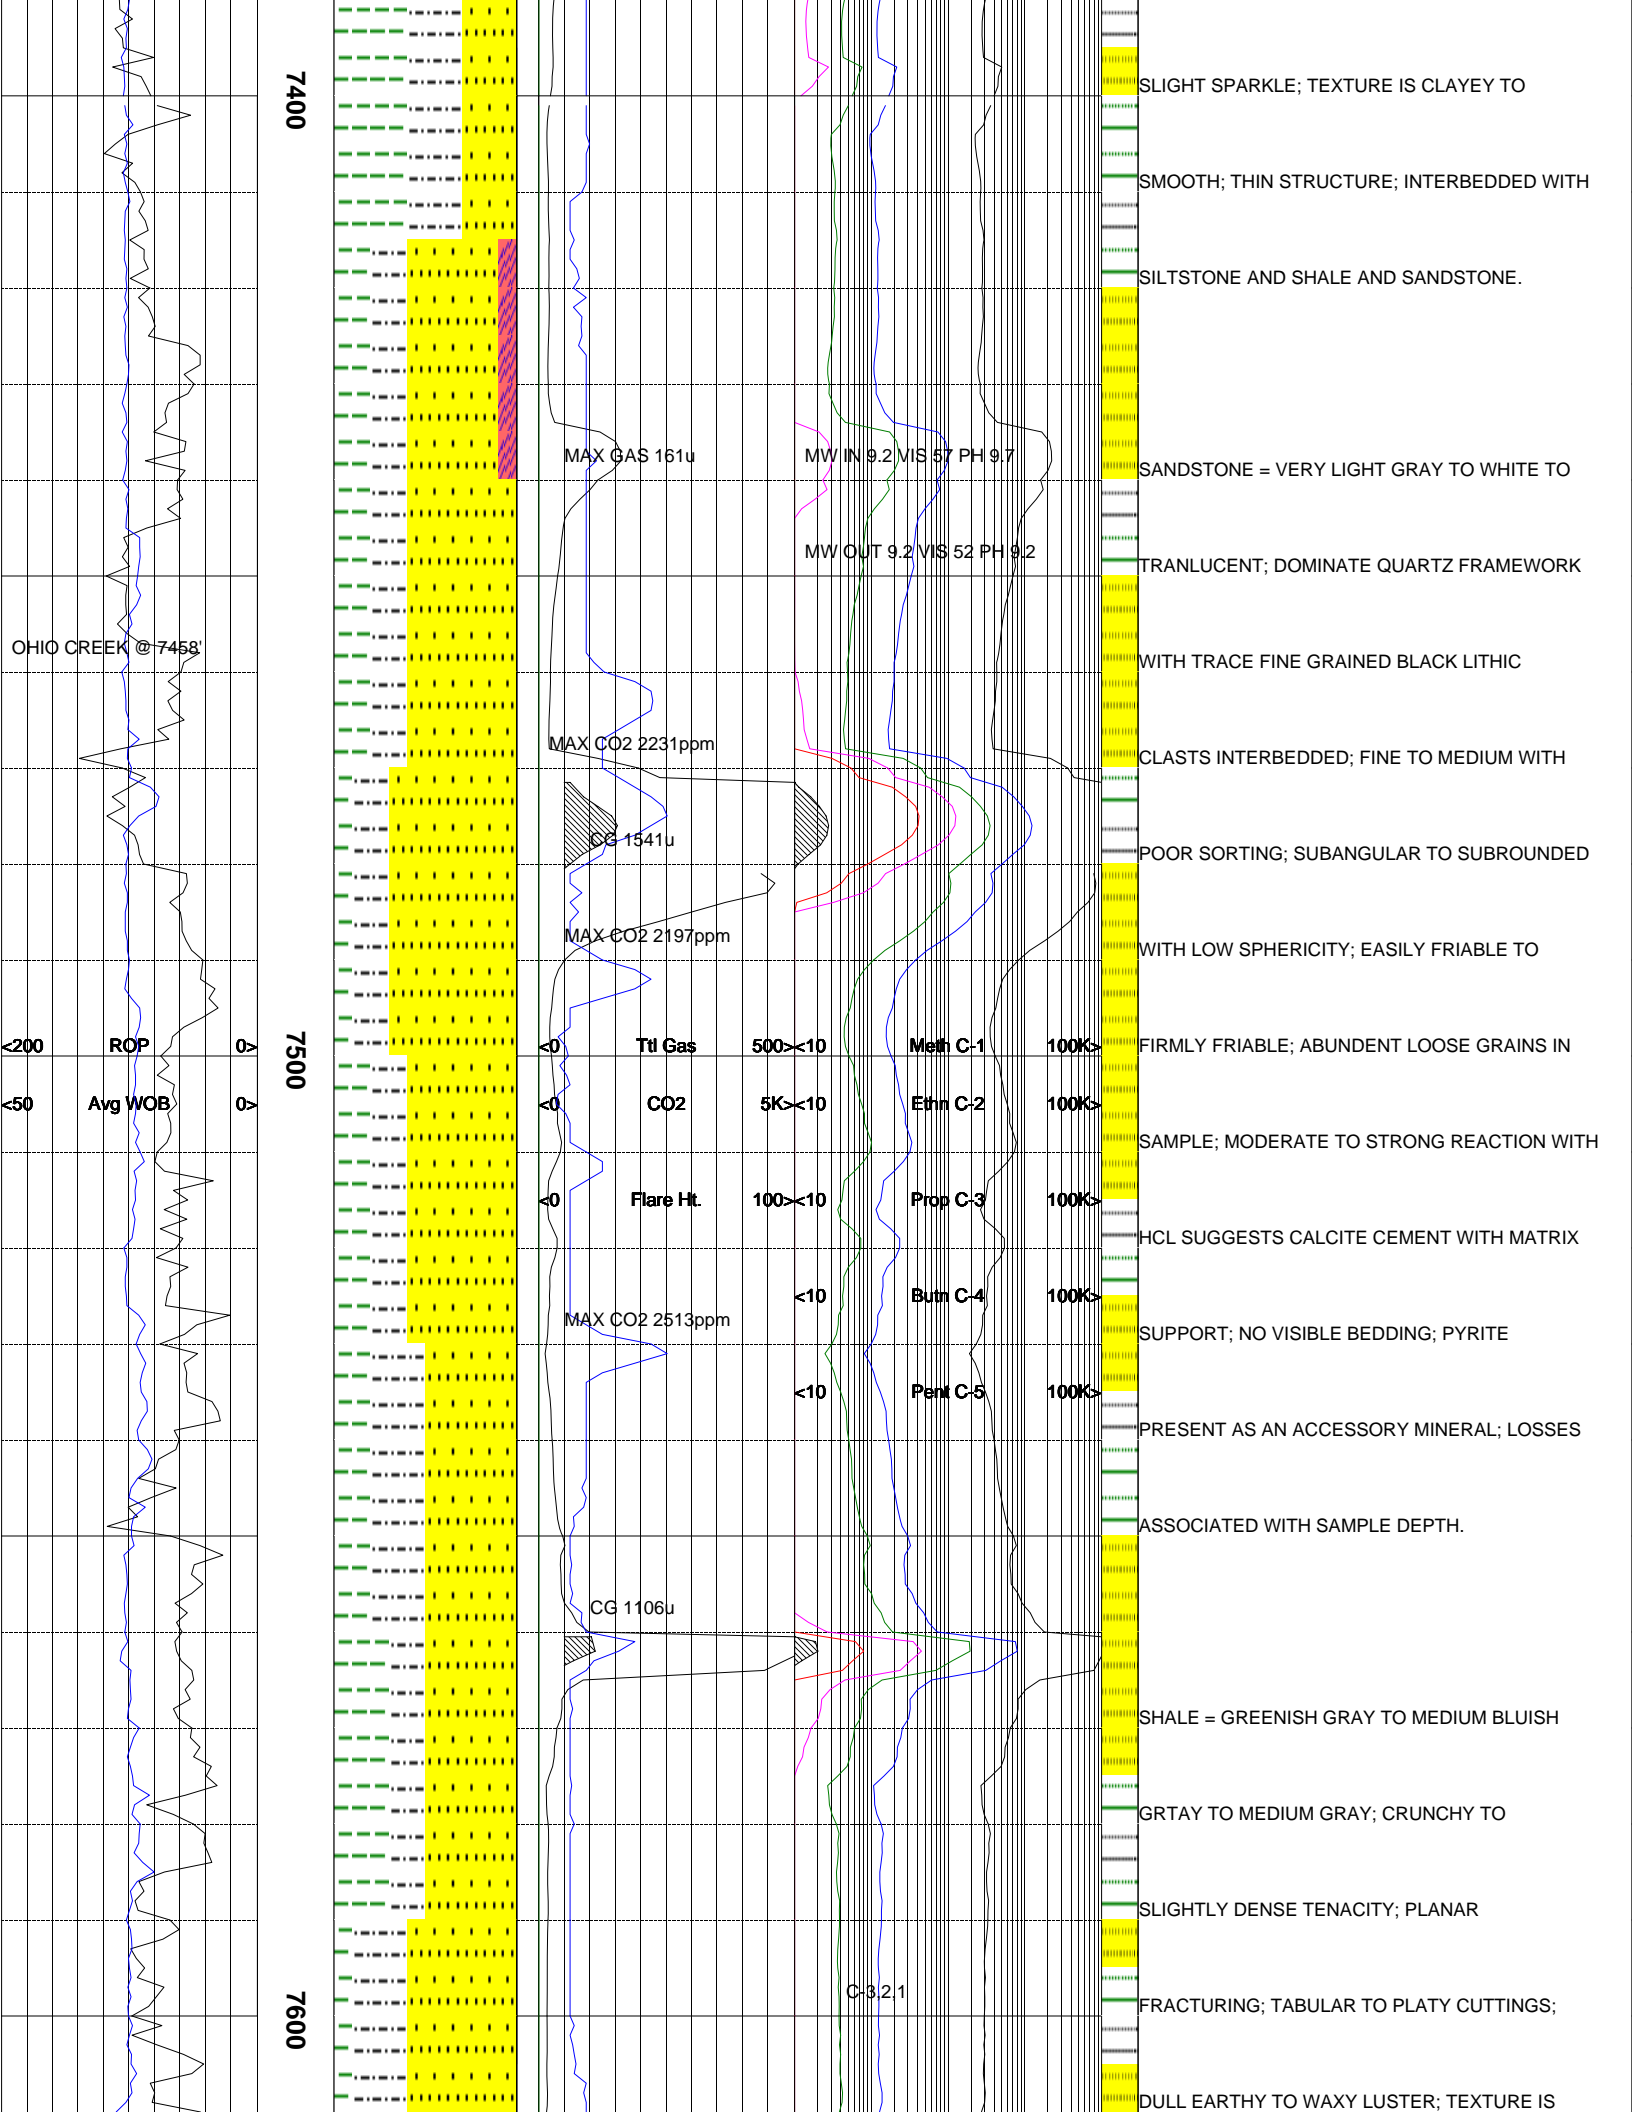 7400
SLIGHT SPARKLE; TEXTURE IS CLAYEY TO
SMOOTH; THIN STRUCTURE; INTERBEDDED WITH
SILTSTONE AND SHALE AND SANDSTONE.
MAX GAS 161u
MW IN 9.2 VIS 57 PH 9.7
SANDSTONE = VERY LIGHT GRAY TO WHITE TO
MW OUT 9.2 VIS 52 PH 9.2
TRANLUCENT; DOMINATE QUARTZ FRAMEWORK
OHIO CREEK @ 7458'
WITH TRACE FINE GRAINED BLACK LITHIC
MAX CO2 2231ppm
CLASTS INTERBEDDED; FINE TO MEDIUM WITH
CG 1541u
POOR SORTING; SUBANGULAR TO SUBROUNDED
MAX CO2 2197ppm
WITH LOW SPHERICITY; EASILY FRIABLE TO
7500
<200 ROP 0> <0 Ttl Gas 500> <10 Meth C-1 100K>
FIRMLY FRIABLE; ABUNDENT LOOSE GRAINS IN
<50 Avg WOB 0> <0 CO2 5K> <10 Ethn C-2 100K>
SAMPLE; MODERATE TO STRONG REACTION WITH
<0 Flare Ht. 100> <10 Prop C-3 100K>
HCL SUGGESTS CALCITE CEMENT WITH MATRIX
<10 Butn C-4 100K>
MAX CO2 2513ppm
SUPPORT; NO VISIBLE BEDDING; PYRITE
<10 Pent C-5 100K>
PRESENT AS AN ACCESSORY MINERAL; LOSSES
ASSOCIATED WITH SAMPLE DEPTH.
CG 1106u
SHALE = GREENISH GRAY TO MEDIUM BLUISH
GRTAY TO MEDIUM GRAY; CRUNCHY TO
SLIGHTLY DENSE TENACITY; PLANAR
C-3,2,1
7600
FRACTURING; TABULAR TO PLATY CUTTINGS;
DULL EARTHY TO WAXY LUSTER; TEXTURE IS